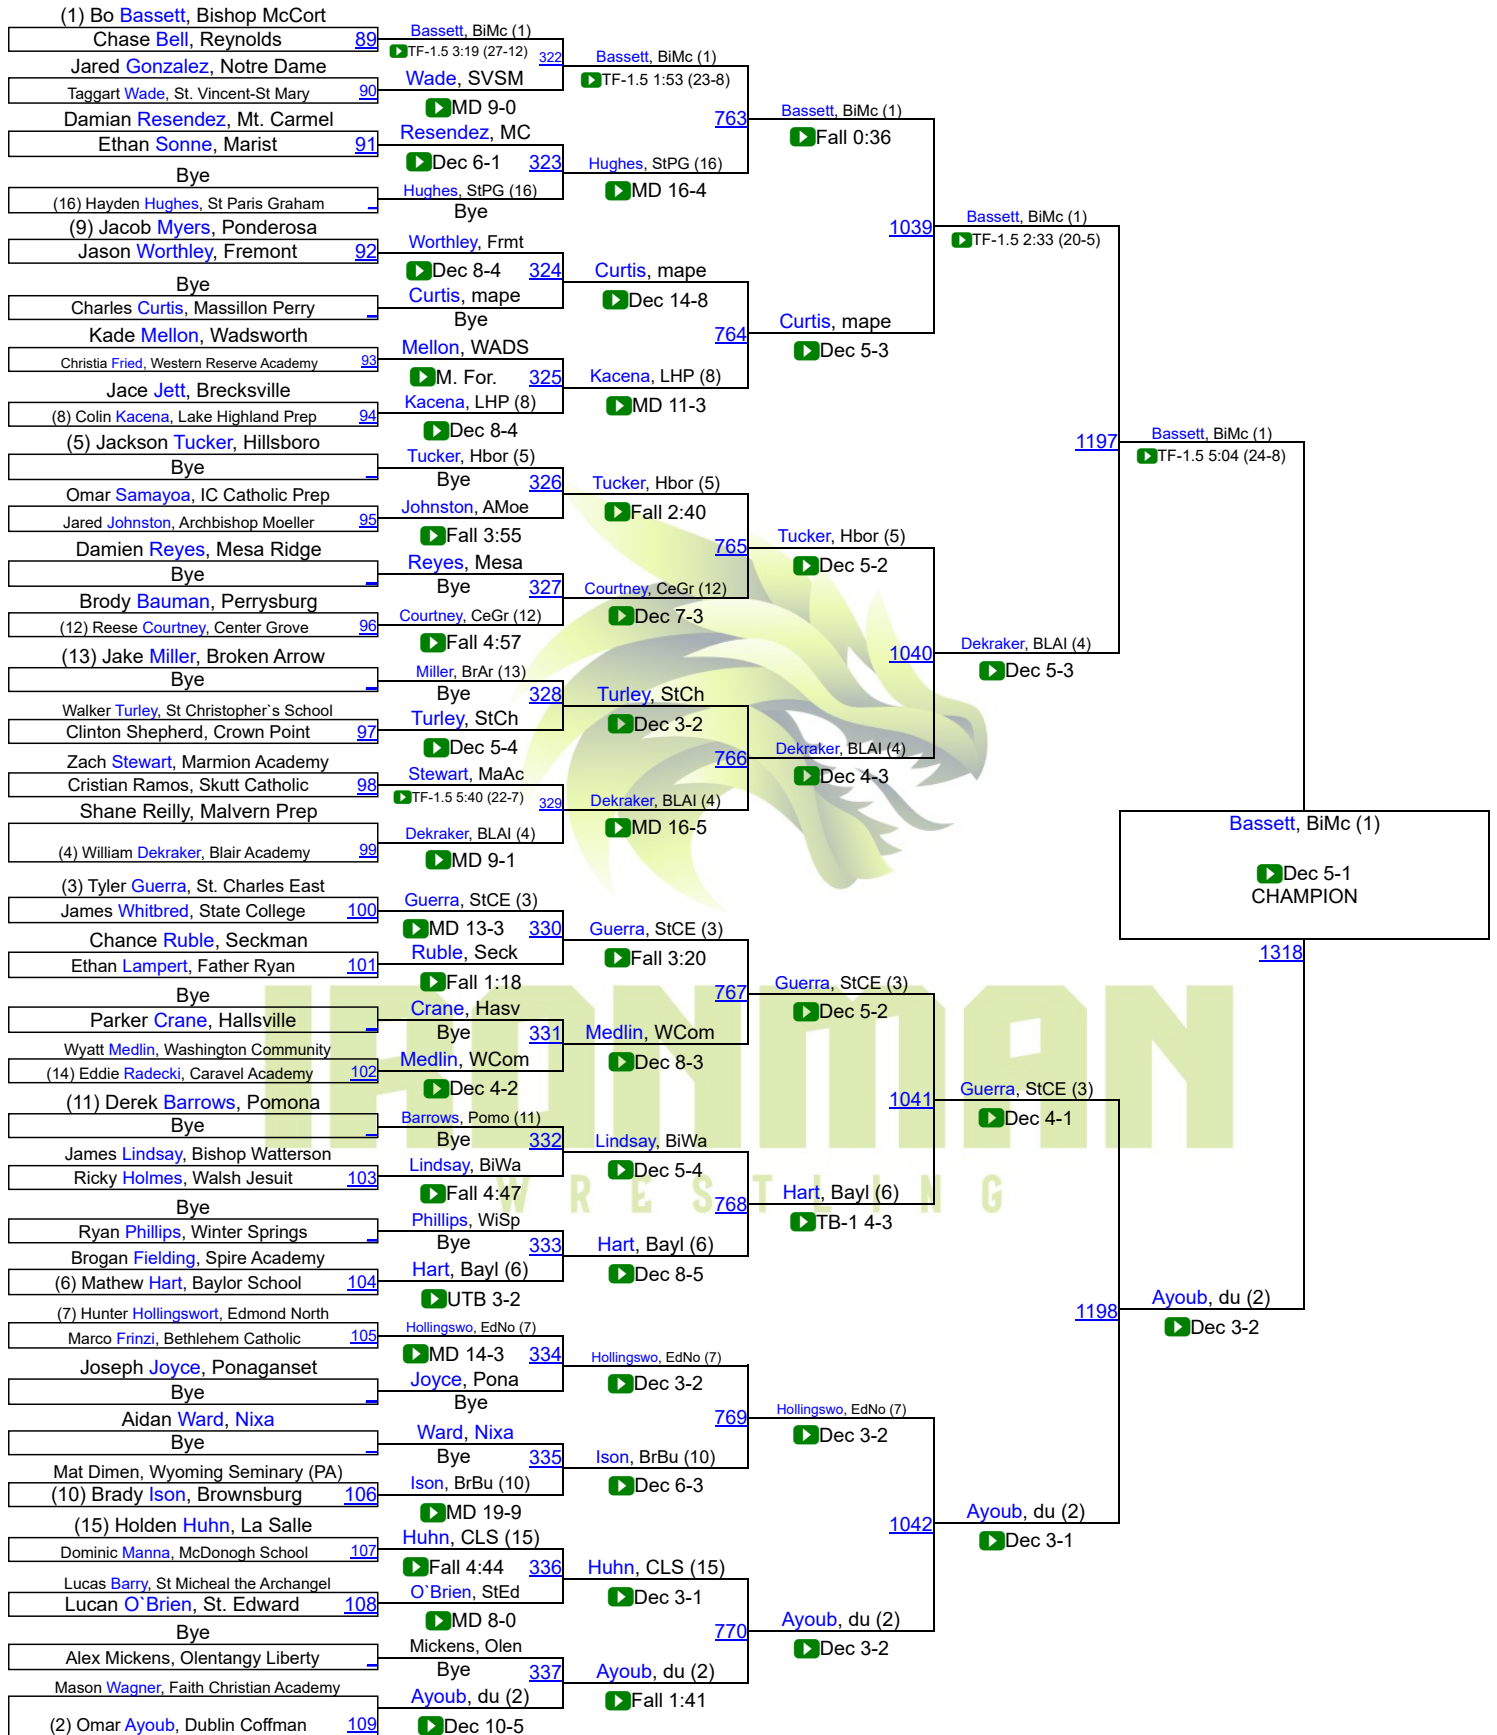 (1) Bo Bassett, Bishop McCort
Chase Bell, Reynolds 89
Jared Gonzalez, Notre Dame
Taggart Wade, St. Vincent-St Mary 90
Damian Resendez, Mt. Carmel
Ethan Sonne, Marist 91
Bye
(16) Hayden Hughes, St Paris Graham
(9) Jacob Myers, Ponderosa
Jason Worthley, Fremont 92
Bye
Charles Curtis, Massillon Perry
Kade Mellon, Wadsworth
Christia Fried, Western Reserve Academy 93
Jace Jett, Brecksville
(8) Colin Kacena, Lake Highland Prep 94
(5) Jackson Tucker, Hillsboro
Bye
Omar Samayoa, IC Catholic Prep
Jared Johnston, Archbishop Moeller 95
Damien Reyes, Mesa Ridge
Bye
Brody Bauman, Perrysburg
(12) Reese Courtney, Center Grove 96
(13) Jake Miller, Broken Arrow
Bye
Walker Turley, St Christopher`s School
Clinton Shepherd, Crown Point 97
Zach Stewart, Marmion Academy
Cristian Ramos, Skutt Catholic 98
Shane Reilly, Malvern Prep
(4) William Dekraker, Blair Academy 99
(3) Tyler Guerra, St. Charles East
James Whitbred, State College 100
Chance Ruble, Seckman
Ethan Lampert, Father Ryan 101
Bye
Parker Crane, Hallsville
Wyatt Medlin, Washington Community
(14) Eddie Radecki, Caravel Academy 102
(11) Derek Barrows, Pomona
Bye
James Lindsay, Bishop Watterson
Ricky Holmes, Walsh Jesuit 103
Bye
Ryan Phillips, Winter Springs
Brogan Fielding, Spire Academy
(6) Mathew Hart, Baylor School 104
(7) Hunter Hollingswort, Edmond North
Marco Frinzi, Bethlehem Catholic 105
Joseph Joyce, Ponaganset
Bye
Aidan Ward, Nixa
Bye
Mat Dimen, Wyoming Seminary (PA)
(10) Brady Ison, Brownsburg 106
(15) Holden Huhn, La Salle
Dominic Manna, McDonogh School 107
Lucas Barry, St Micheal the Archangel
Lucan O`Brien, St. Edward 108
Bye
Alex Mickens, Olentangy Liberty
Mason Wagner, Faith Christian Academy
(2) Omar Ayoub, Dublin Coffman 109
Bassett, BiMc (1)
TF-1.5 3:19 (27-12) 322
Wade, SVSM
MD 9-0
Resendez, MC
Dec 6-1 323
Hughes, StPG (16)
Bye
Worthley, Frmt
Dec 8-4 324
Curtis, mape
Bye
Mellon, WADS
M. For. 325
Kacena, LHP (8)
Dec 8-4
Tucker, Hbor (5)
Bye 326
Johnston, AMoe
Fall 3:55
Reyes, Mesa
Bye 327
Courtney, CeGr (12)
Fall 4:57
Miller, BrAr (13)
Bye 328
Turley, StCh
Dec 5-4
Stewart, MaAc
TF-1.5 5:40 (22-7) 329
Dekraker, BLAI (4)
MD 9-1
Guerra, StCE (3)
MD 13-3 330
Ruble, Seck
Fall 1:18
Crane, Hasv
Bye 331
Medlin, WCom
Dec 4-2
Barrows, Pomo (11)
Bye 332
Lindsay, BiWa
Fall 4:47
Phillips, WiSp
Bye 333
Hart, Bayl (6)
UTB 3-2
Hollingswo, EdNo (7)
MD 14-3 334
Joyce, Pona
Bye
Ward, Nixa
Bye 335
Ison, BrBu (10)
MD 19-9
Huhn, CLS (15)
Fall 4:44 336
O`Brien, StEd
MD 8-0
Mickens, Olen
Bye 337
Ayoub, du (2)
Dec 10-5
Bassett, BiMc (1)
TF-1.5 1:53 (23-8)
763
Hughes, StPG (16)
MD 16-4
Curtis, mape
Dec 14-8
764
Kacena, LHP (8)
MD 11-3
Tucker, Hbor (5)
Fall 2:40
765
Courtney, CeGr (12)
Dec 7-3
Turley, StCh
Dec 3-2
766
Dekraker, BLAI (4)
MD 16-5
Guerra, StCE (3)
Fall 3:20
767
Medlin, WCom
Dec 8-3
Lindsay, BiWa
Dec 5-4
768
Hart, Bayl (6)
Dec 8-5
Hollingswo, EdNo (7)
Dec 3-2
769
Ison, BrBu (10)
Dec 6-3
Huhn, CLS (15)
Dec 3-1
770
Ayoub, du (2)
Fall 1:41
Bassett, BiMc (1)
Fall 0:36
1039
Curtis, mape
Dec 5-3
Tucker, Hbor (5)
Dec 5-2
1040
Dekraker, BLAI (4)
Dec 4-3
Guerra, StCE (3)
Dec 5-2
1041
Hart, Bayl (6)
TB-1 4-3
Hollingswo, EdNo (7)
Dec 3-2
1042
Ayoub, du (2)
Dec 3-2
Bassett, BiMc (1)
TF-1.5 2:33 (20-5)
1197
Dekraker, BLAI (4)
Dec 5-3
Guerra, StCE (3)
Dec 4-1
1198
Ayoub, du (2)
Dec 3-1
Bassett, BiMc (1)
TF-1.5 5:04 (24-8)
Ayoub, du (2)
Dec 3-2
Bassett, BiMc (1)
Dec 5-1
CHAMPION
1318
IRONMAN
WRESTLING